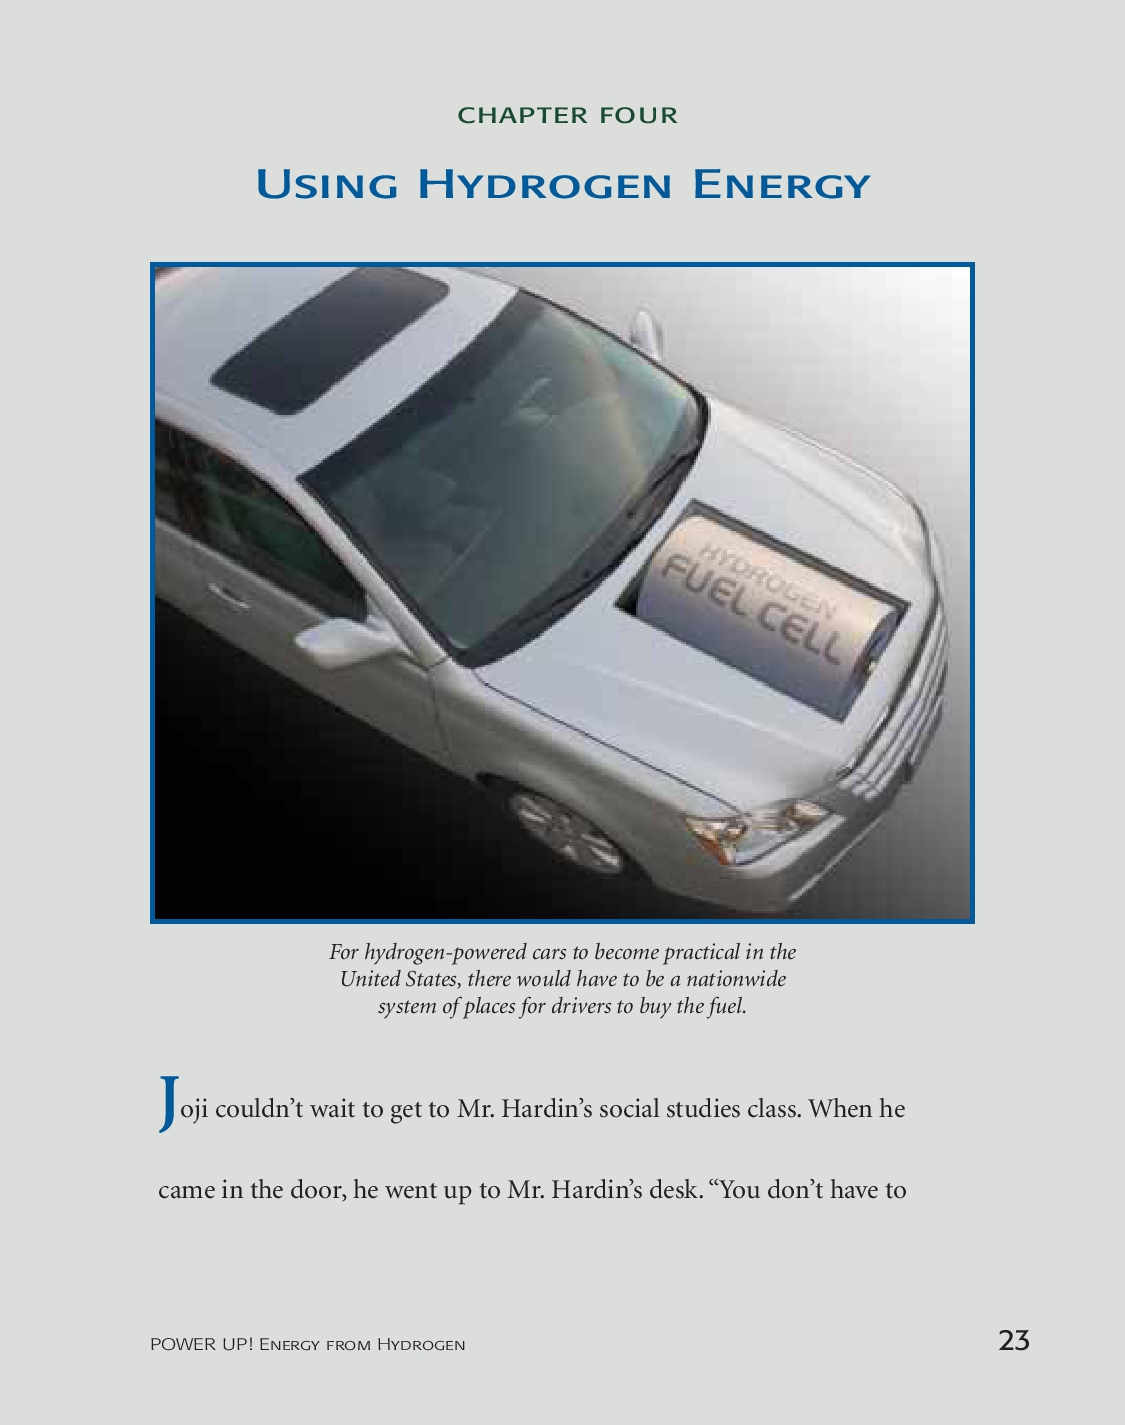 CHAPTER FOUR
USING HYDROGEN ENERGY
HYDROGEN
FUEL CELL
For hydrogen-powered cars to become practical in the
United States, there would have to be a nationwide
system of places for drivers to buy the fuel.
Joji couldn’t wait to get to Mr. Hardin’s social studies class. When he
came in the door, he went up to Mr. Hardin’s desk. “You don’t have to
POWER UP! ENERGY FROM HYDROGEN
23